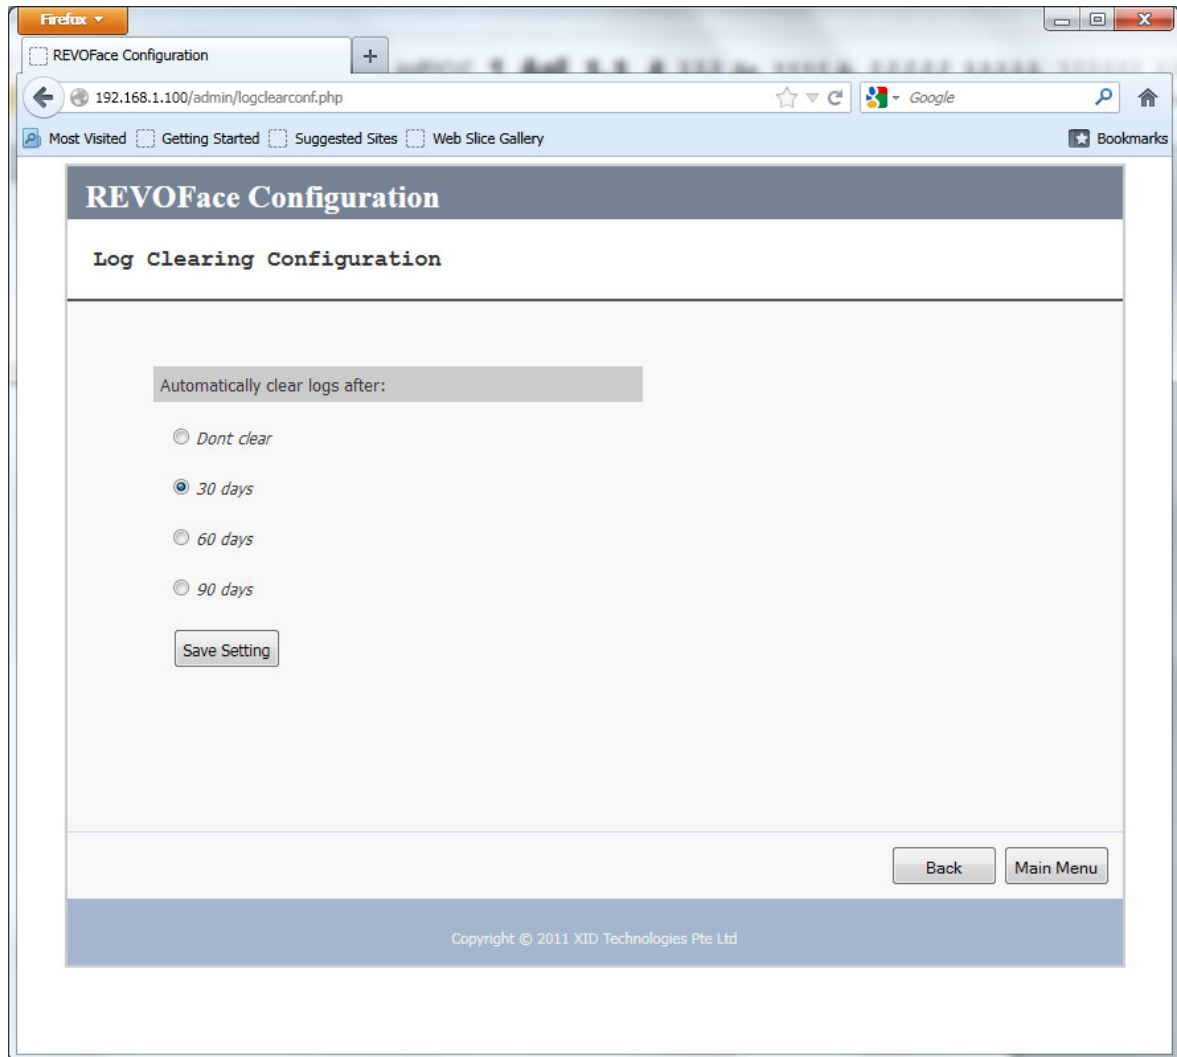 Firefox
REVOFace Configuration
192.168.1.100/admin/logclearconf.php
Google
Most Visited Getting Started Suggested Sites Web Slice Gallery Bookmarks
REVOFace Configuration
Log Clearing Configuration
Automatically clear logs after:
Dont clear
30 days
60 days
90 days
Save Setting
Back Main Menu
Copyright © 2011 XID Technologies Pte Ltd